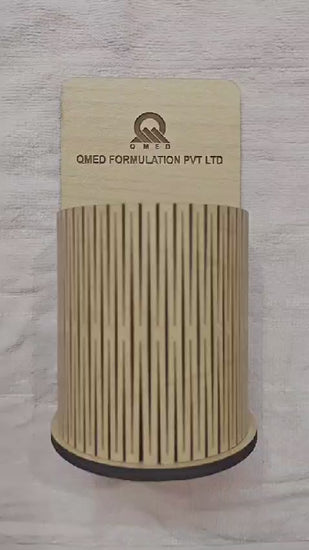 QMED
QMED FORMULATION PVT LTD